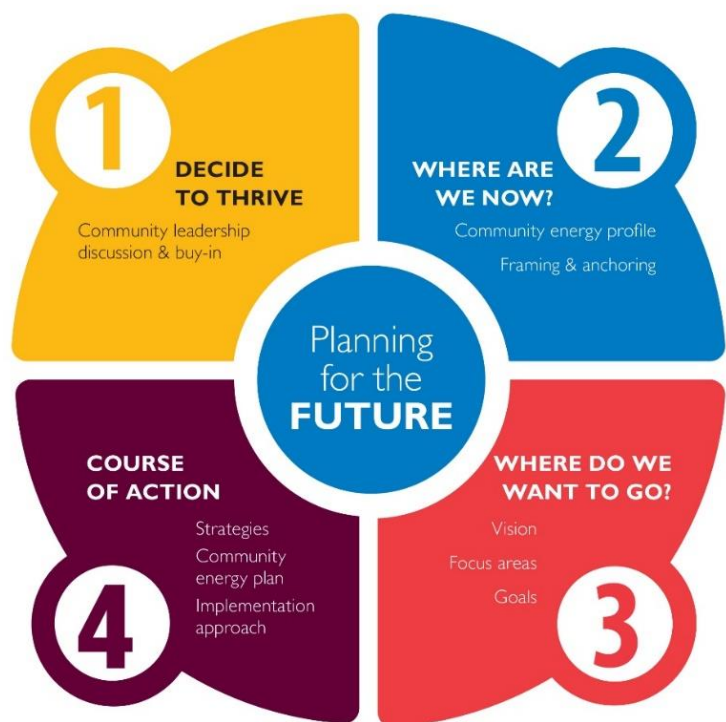 1
DECIDE
TO THRIVE
Community leadership
discussion & buy-in
2
WHERE ARE
WE NOW?
Community energy profile
Framing & anchoring
Planning
for the
FUTURE
WHERE DO WE
WANT TO GO?
Vision
Focus areas
Goals
3
COURSE
OF ACTION
Strategies
Community
energy plan
Implementation
approach
4